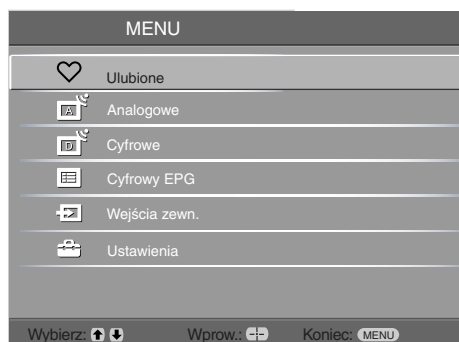 MENU
Ulubione
A Analogowe
D Cyfrowe
Cyfrowy EPG
Wejścia zewn.
Ustawienia
Wybierz: Wprow.: Koniec: MENU